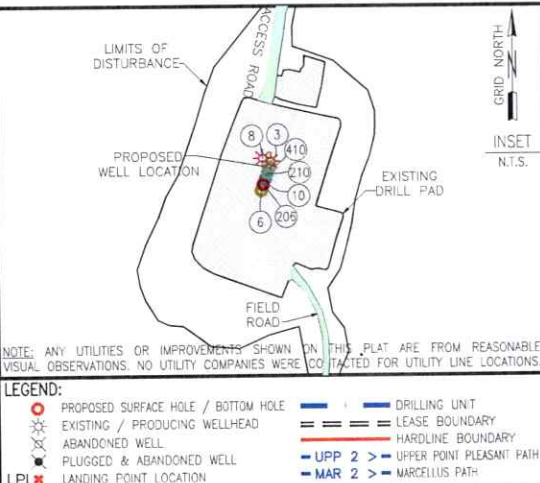 ACCESS ROAD
LIMITS OF
DISTURBANCE
GRID NORTH
INSET
N.T.S.
8
3
410
PROPOSED
WELL LOCATION
210
EXISTING
DRILL PAD
10
206
6
FIELD
ROAD
NOTE: ANY UTILITIES OR IMPROVEMENTS SHOWN ON THIS PLAT ARE FROM REASONABLE
VISUAL OBSERVATIONS. NO UTILITY COMPANIES WERE CONTACTED FOR UTILITY LINE LOCATIONS.
LEGEND:
PROPOSED SURFACE HOLE / BOTTOM HOLE
EXISTING / PRODUCING WELLHEAD
ABANDONED WELL
PLUGGED & ABANDONED WELL
LPL LANDING POINT LOCATION
DRILLING UNIT
LEASE BOUNDARY
HARDLINE BOUNDARY
UPP 2 > UPPER POINT PLEASANT PATH
MAR 2 > MARCELLUS PATH